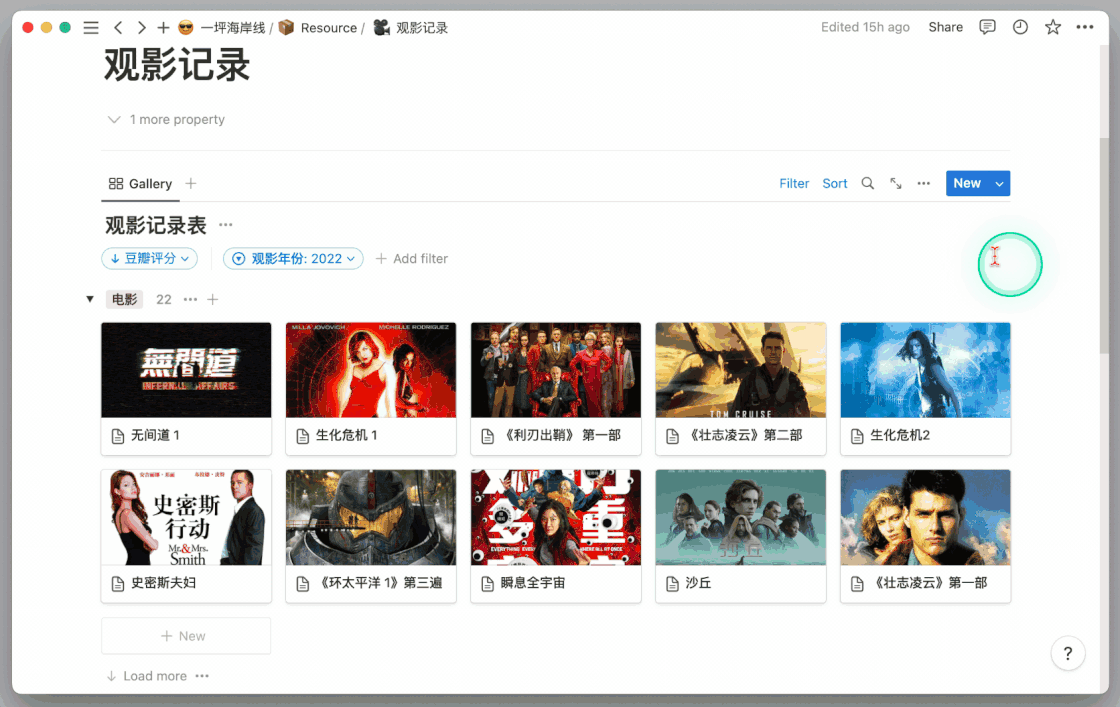 一坪海岸线 / Resource / 观影记录 Edited 15h ago Share
观影记录
1 more property
Gallery Filter Sort New
观影记录表
豆瓣评分 观影年份: 2022 Add filter
电影 22
無間道
INFERNAL AFFAIRS
MILLA JOVOVICH MICHELLE RODRIGUEZ
TOM CRUISE
无间道 1
生化危机 1
《利刃出鞘》 第一部
《壮志凌云》第二部
生化危机2
史密斯
行动
Mr.&Mrs.
Smith
EVERYTHING EVERY WHERE ALL AT ONCE
沙丘
史密斯夫妇
《环太平洋 1》第三遍
瞬息全宇宙
沙丘
《壮志凌云》第一部
New
Load more
?